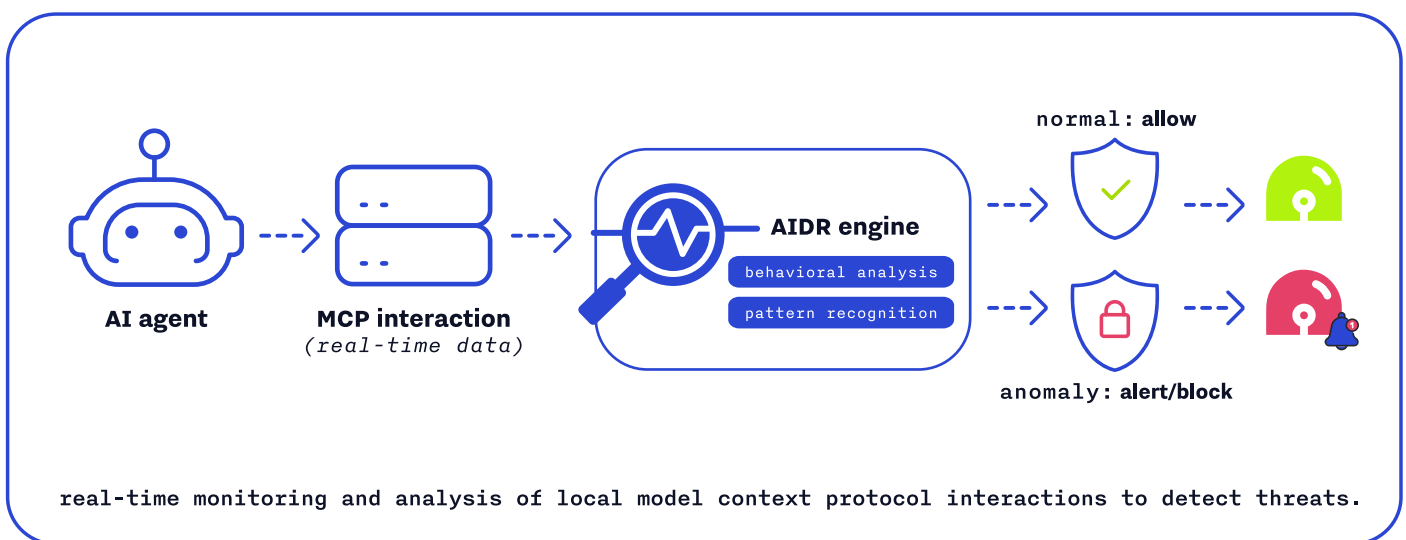 normal: allow
AIDR engine
behavioral analysis
pattern recognition
AI agent
MCP interaction
(real-time data)
1
anomaly: alert/block
real-time monitoring and analysis of local model context protocol interactions to detect threats.